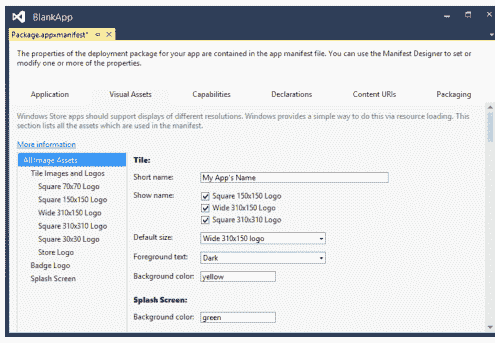 BlankApp
Package.appxmanifest*
The properties of the deployment package for your app are contained in the app manifest file. You can use the Manifest Designer to set or
modify one or more of the properties.
Application Visual Assets Capabilities Declarations Content URIs Packaging
Windows Store apps should support displays of different resolutions. Windows provides a simple way to do this via resource loading. This
section lists all the assets which are used in the manifest.
More information
All Image Assets
Tile Images and Logos
Square 70x70 Logo
Square 150x150 Logo
Wide 310x150 Logo
Square 310x310 Logo
Square 30x30 Logo
Store Logo
Badge Logo
Splash Screen
Tile:
Short name: My App's Name
Show name: Square 150x150 Logo
Wide 310x150 Logo
Square 310x310 Logo
Default size: Wide 310x150 logo
Foreground text: Dark
Background color: yellow
Splash Screen:
Background color: green